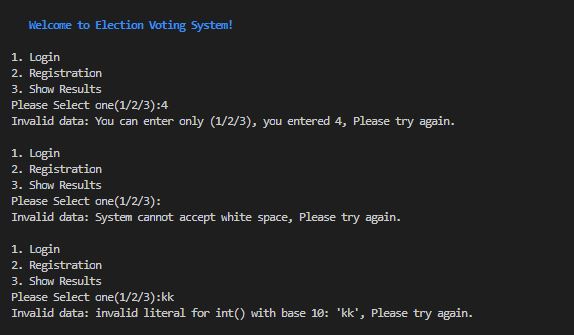 Welcome to Election Voting System!
1. Login
2. Registration
3. Show Results
Please Select one(1/2/3):4
Invalid data: You can enter only (1/2/3), you entered 4, Please try again.
1. Login
2. Registration
3. Show Results
Please Select one(1/2/3):
Invalid data: System cannot accept white space, Please try again.
1. Login
2. Registration
3. Show Results
Please Select one(1/2/3):kk
Invalid data: invalid literal for int() with base 10: 'kk', Please try again.